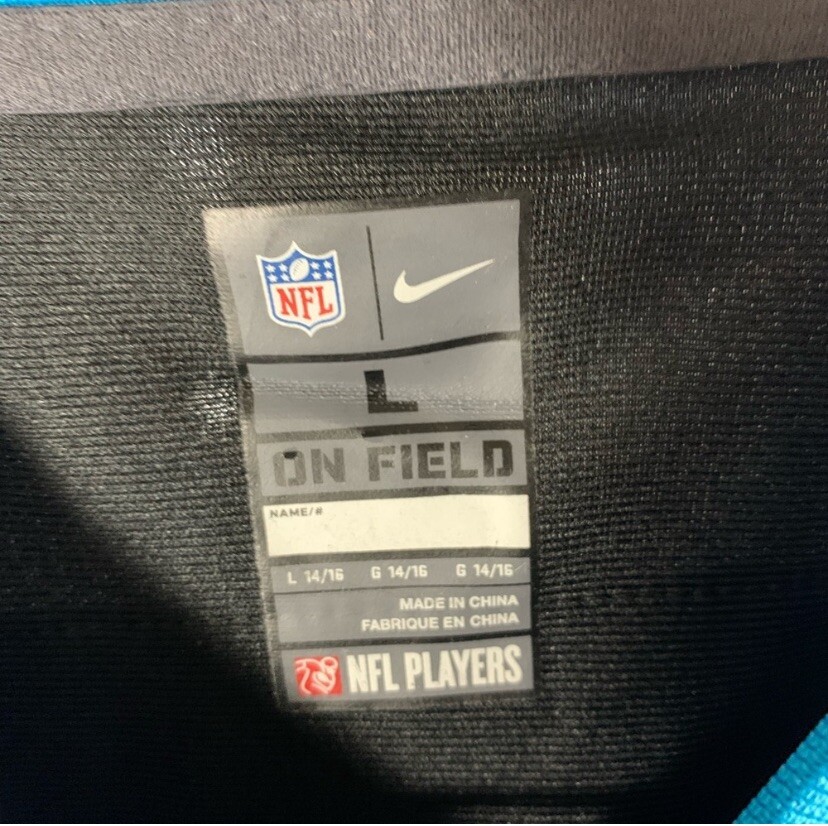 NFL
L
ON FIELD
NAME/#
L 14/16 G 14/16 G 14/16
MADE IN CHINA
FABRIQUE EN CHINA
NFL PLAYERS